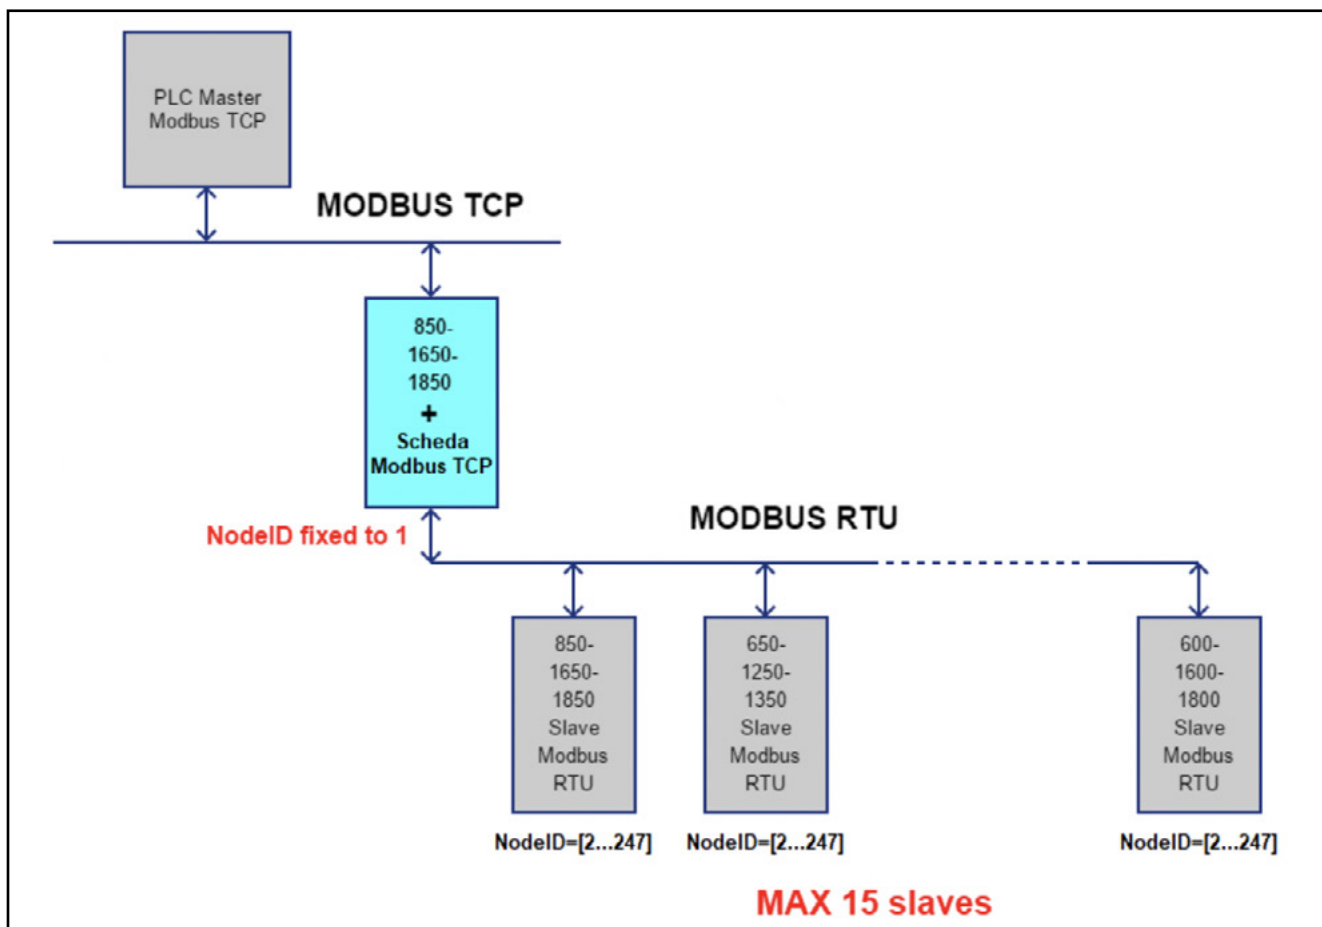 PLC Master
Modbus TCP
MODBUS TCP
850-
1650-
1850
+
Scheda
Modbus TCP
NodeID fixed to 1
MODBUS RTU
850-
1650-
1850
Slave
Modbus
RTU
NodeID=[2...247]
650-
1250-
1350
Slave
Modbus
RTU
NodeID=[2...247]
600-
1600-
1800
Slave
Modbus
RTU
NodeID=[2...247]
MAX 15 slaves